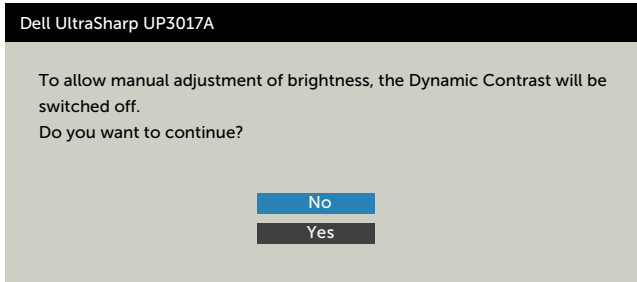 Dell UltraSharp UP3017A
To allow manual adjustment of brightness, the Dynamic Contrast will be
switched off.
Do you want to continue?
No
Yes